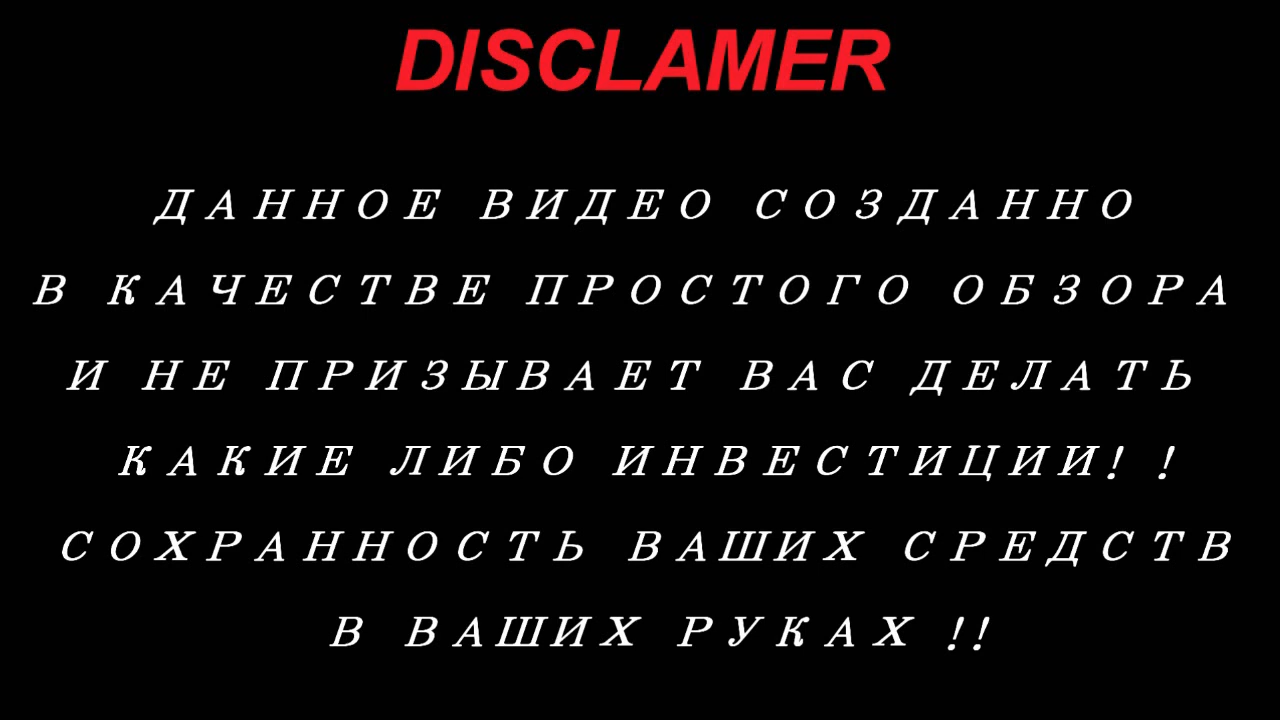 DISCLAMER
ДАННОЕ ВИДЕО СОЗДАННО
В КАЧЕСТВЕ ПРОСТОГО ОБЗОРА
И НЕ ПРИЗЫВАЕТ ВАС ДЕЛАТЬ
КАКИЕ ЛИБО ИНВЕСТИЦИИ! !
СОХРАННОСТЬ ВАШИХ СРЕДСТВ
В ВАШИХ РУКАХ !!